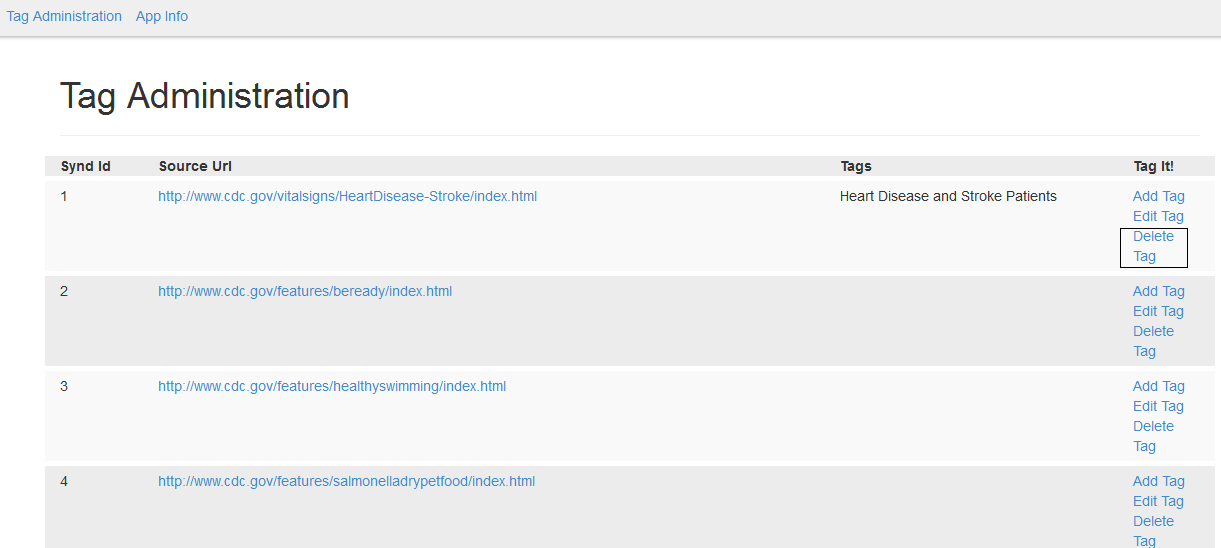 Tag Administration App Info
Tag Administration
Synd Id Source Url Tags Tag It!
1 http://www.cdc.gov/vitalsigns/HeartDisease-Stroke/index.html Heart Disease and Stroke Patients Add Tag
Edit Tag
Delete
Tag
2 http://www.cdc.gov/features/beready/index.html Add Tag
Edit Tag
Delete
Tag
3 http://www.cdc.gov/features/healthyswimming/index.html Add Tag
Edit Tag
Delete
Tag
4 http://www.cdc.gov/features/salmonelladrypetfood/index.html Add Tag
Edit Tag
Delete
Tag